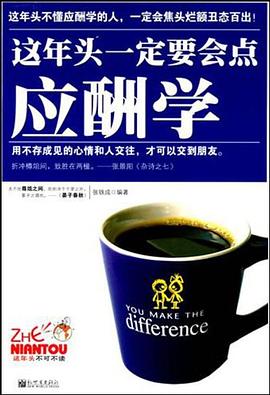 这年头不懂应酬学的人，一定会焦头烂额丑态百出！
这年头一定要会点
应酬学
用不存成见的心情和人交往，才可以交到朋友。
折冲樽俎间，致胜在两楹。——张景阳《杂诗之七》
张铁成◎编著
YOU MAKE THE
difference
ZHE
NIANTOU
这年头不可不读